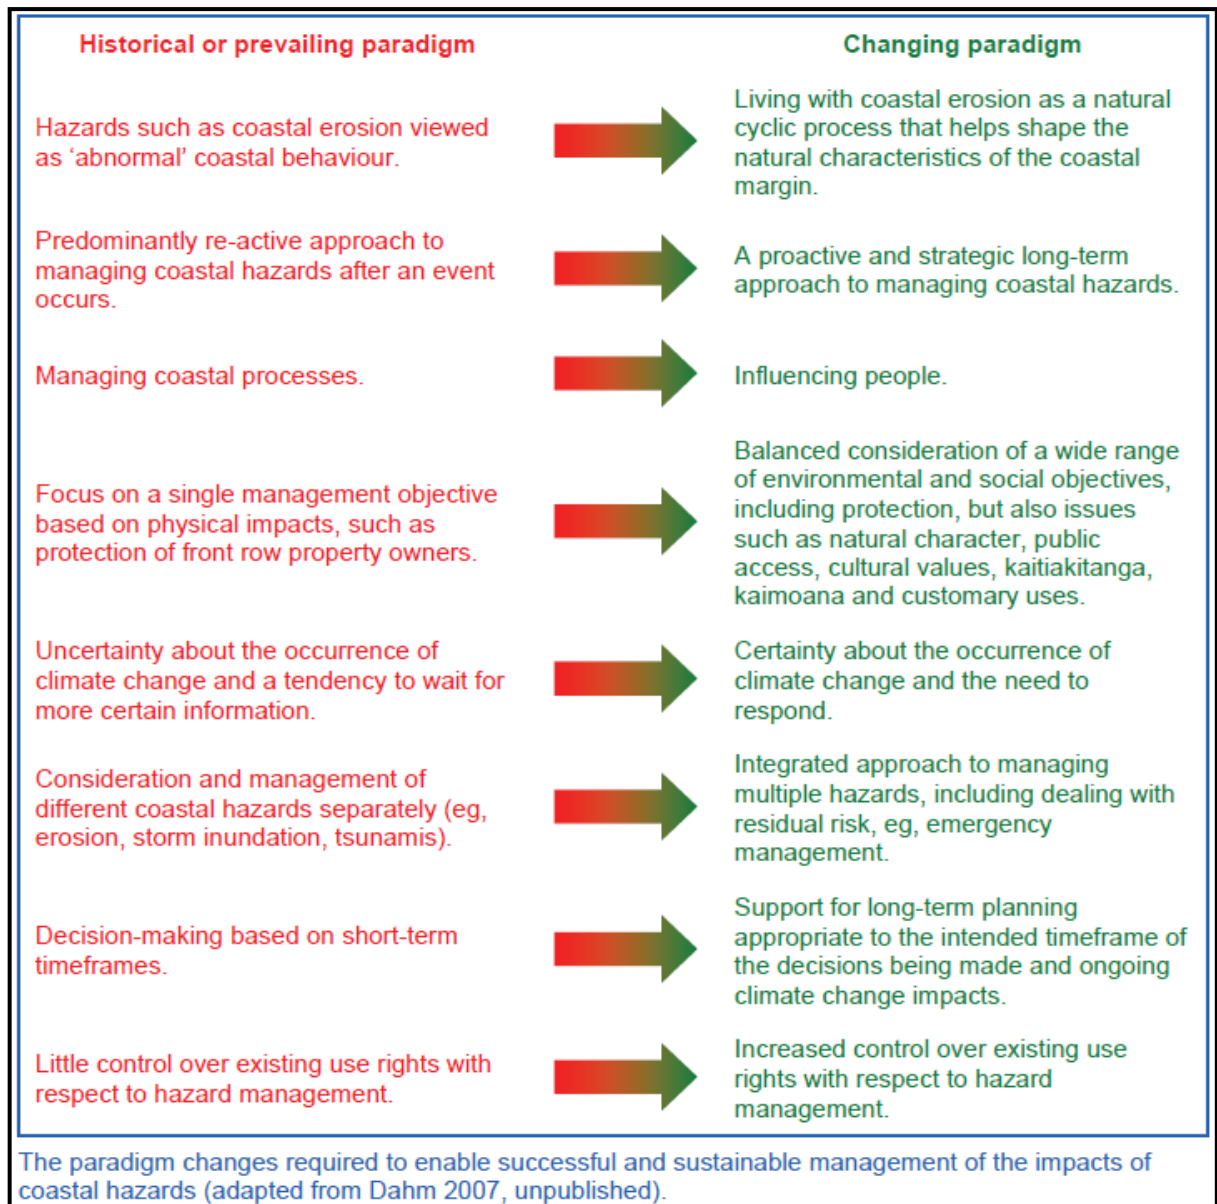 Historical or prevailing paradigm
Changing paradigm
Hazards such as coastal erosion viewed
as ‘abnormal’ coastal behaviour.
Living with coastal erosion as a natural
cyclic process that helps shape the
natural characteristics of the coastal
margin.
Predominantly re-active approach to
managing coastal hazards after an event
occurs.
A proactive and strategic long-term
approach to managing coastal hazards.
Managing coastal processes.
Influencing people.
Focus on a single management objective
based on physical impacts, such as
protection of front row property owners.
Balanced consideration of a wide range
of environmental and social objectives,
including protection, but also issues
such as natural character, public
access, cultural values, kaitiakitanga,
kaimoana and customary uses.
Uncertainty about the occurrence of
climate change and a tendency to wait for
more certain information.
Certainty about the occurrence of
climate change and the need to
respond.
Consideration and management of
different coastal hazards separately (eg,
erosion, storm inundation, tsunamis).
Integrated approach to managing
multiple hazards, including dealing with
residual risk, eg, emergency
management.
Decision-making based on short-term
timeframes.
Support for long-term planning
appropriate to the intended timeframe of
the decisions being made and ongoing
climate change impacts.
Little control over existing use rights with
respect to hazard management.
Increased control over existing use
rights with respect to hazard
management.
The paradigm changes required to enable successful and sustainable management of the impacts of
coastal hazards (adapted from Dahm 2007, unpublished).